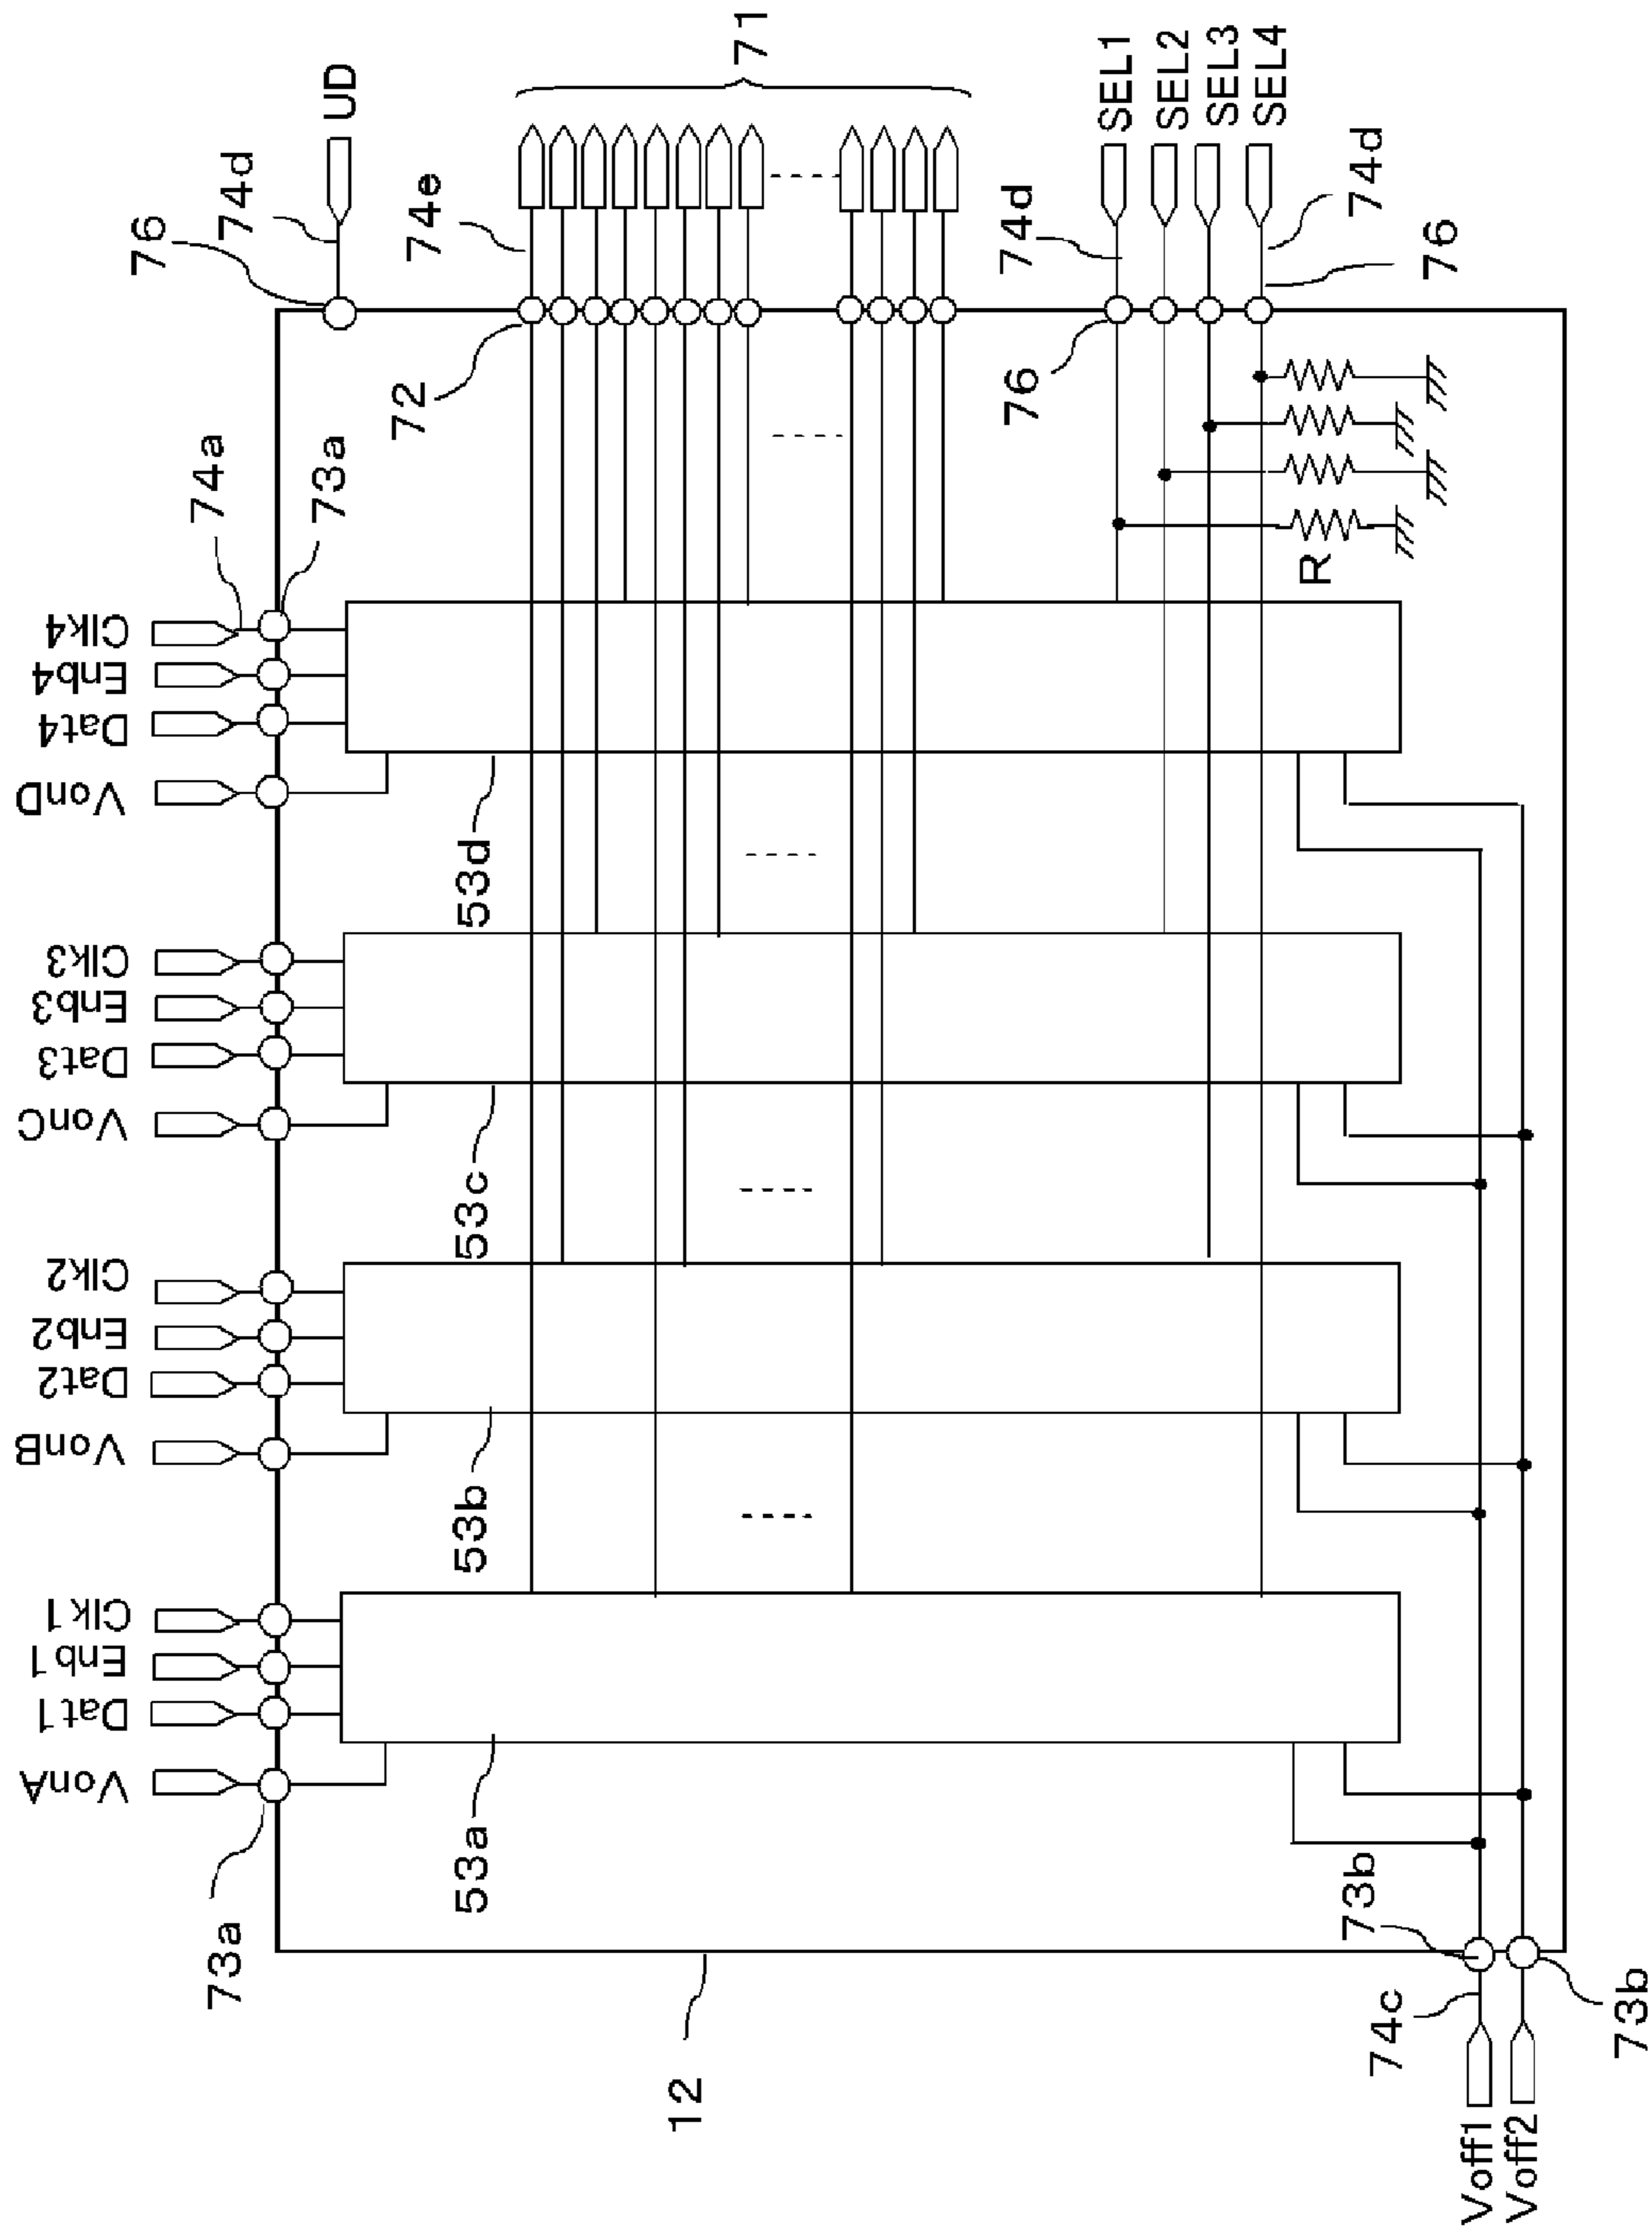 UD
71
SEL1
SEL2
SEL3
SEL4
74d
76
74e
74d
74d
76
72
76
74a
73a
R
Clk4
Enb4
Dat4
VonD
53d
Clk3
Enb3
Dat3
VonC
53c
Clk2
Enb2
Dat2
VonB
53b
Clk1
Enb1
Dat1
VonA
53a
73a
73b
12
74c
73b
Voff1
Voff2